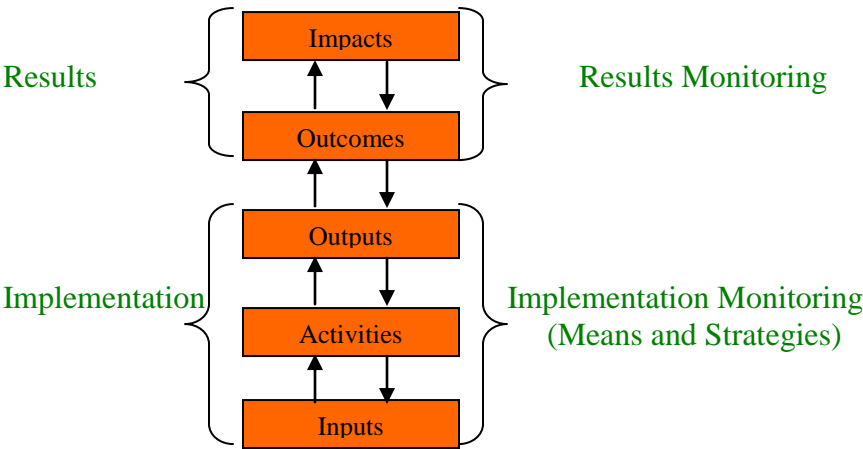 Impacts
Results
Results Monitoring
Outcomes
Outputs
Implementation
Implementation Monitoring
(Means and Strategies)
Activities
Inputs